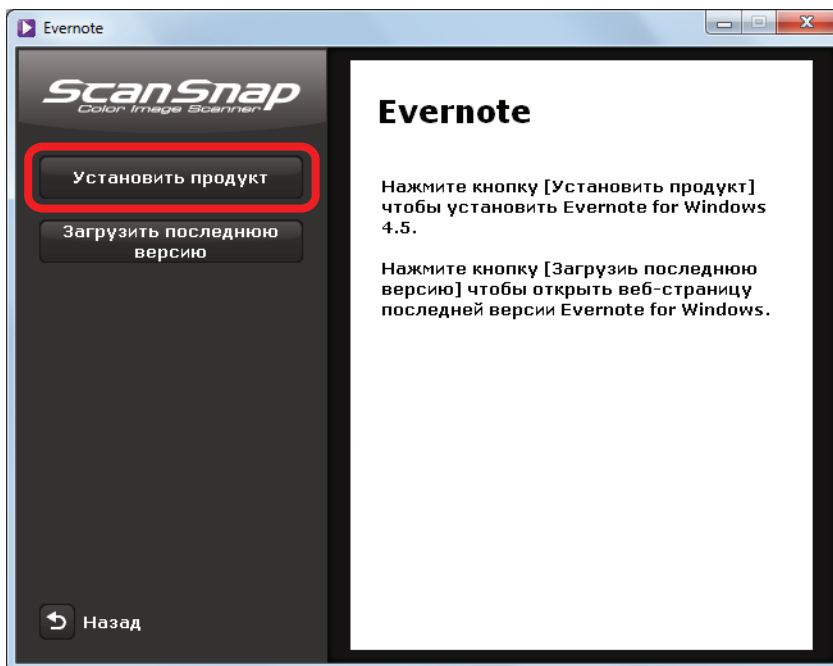 Evernote
ScanSnap
Color Image Scanner
Установить продукт
Загрузить последнюю
версию
Назад
Evernote
Нажмите кнопку [Установить продукт]
чтобы установить Evernote for Windows
4.5.
Нажмите кнопку [Загрузиь последнюю
версию] чтобы открыть веб-страницу
последней версии Evernote for Windows.